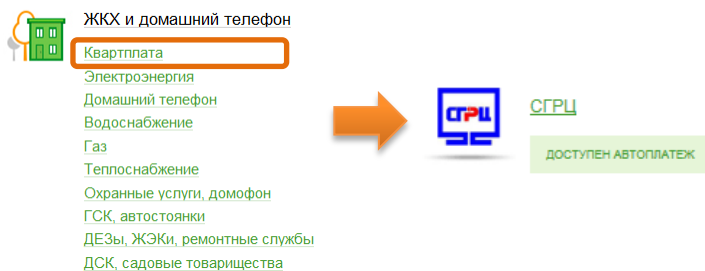 ЖКХ и домашний телефон
Квартплата
Электроэнергия
Домашний телефон
Водоснабжение
Газ
Теплоснабжение
Охранные услуги, домофон
ГСК, автостоянки
ДЕЗы, ЖЭКи, ремонтные службы
ДСК, садовые товарищества
СГРЦ
СГРЦ
ДОСТУПЕН АВТОПЛАТЕЖ